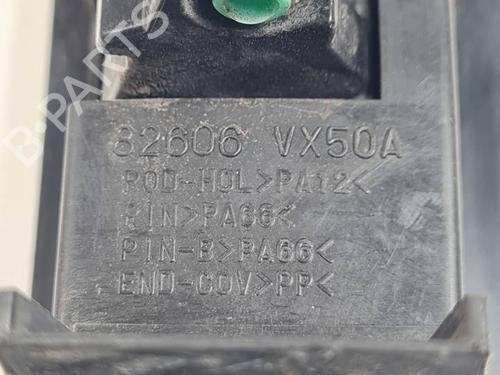 B-PARTS
82606 VX50A
ROD-HOL>PA12<
PIN>PA66<
PIN-B>PA66<
END-COV>PP<